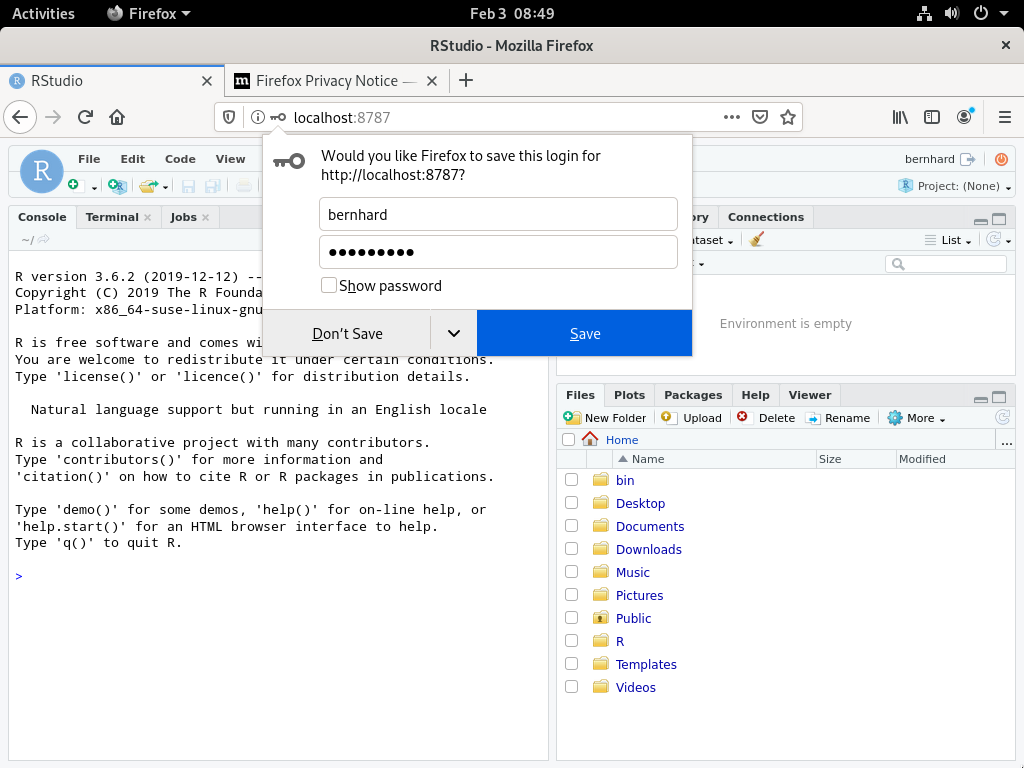 Activities Firefox Feb 3 08:49
RStudio - Mozilla Firefox
RStudio Firefox Privacy Notice —
localhost:8787
Would you like Firefox to save this login for
http://localhost:8787?
bernhard
•••••••••
Show password
Don't Save Save
R File Edit Code View bernhard
Project: (None)
Console Terminal Jobs
~/
R version 3.6.2 (2019-12-12) --
Copyright (C) 2019 The R Founda
Platform: x86_64-suse-linux-gnu
R is free software and comes wi
You are welcome to redistribute it under certain conditions.
Type 'license()' or 'licence()' for distribution details.
Natural language support but running in an English locale
R is a collaborative project with many contributors.
Type 'contributors()' for more information and
'citation()' on how to cite R or R packages in publications.
Type 'demo()' for some demos, 'help()' for on-line help, or
'help.start()' for an HTML browser interface to help.
Type 'q()' to quit R.
>
ory Connections
ataset List
Environment is empty
Files Plots Packages Help Viewer
New Folder Upload Delete Rename More
Home ...
Name Size Modified
bin
Desktop
Documents
Downloads
Music
Pictures
Public
R
Templates
Videos